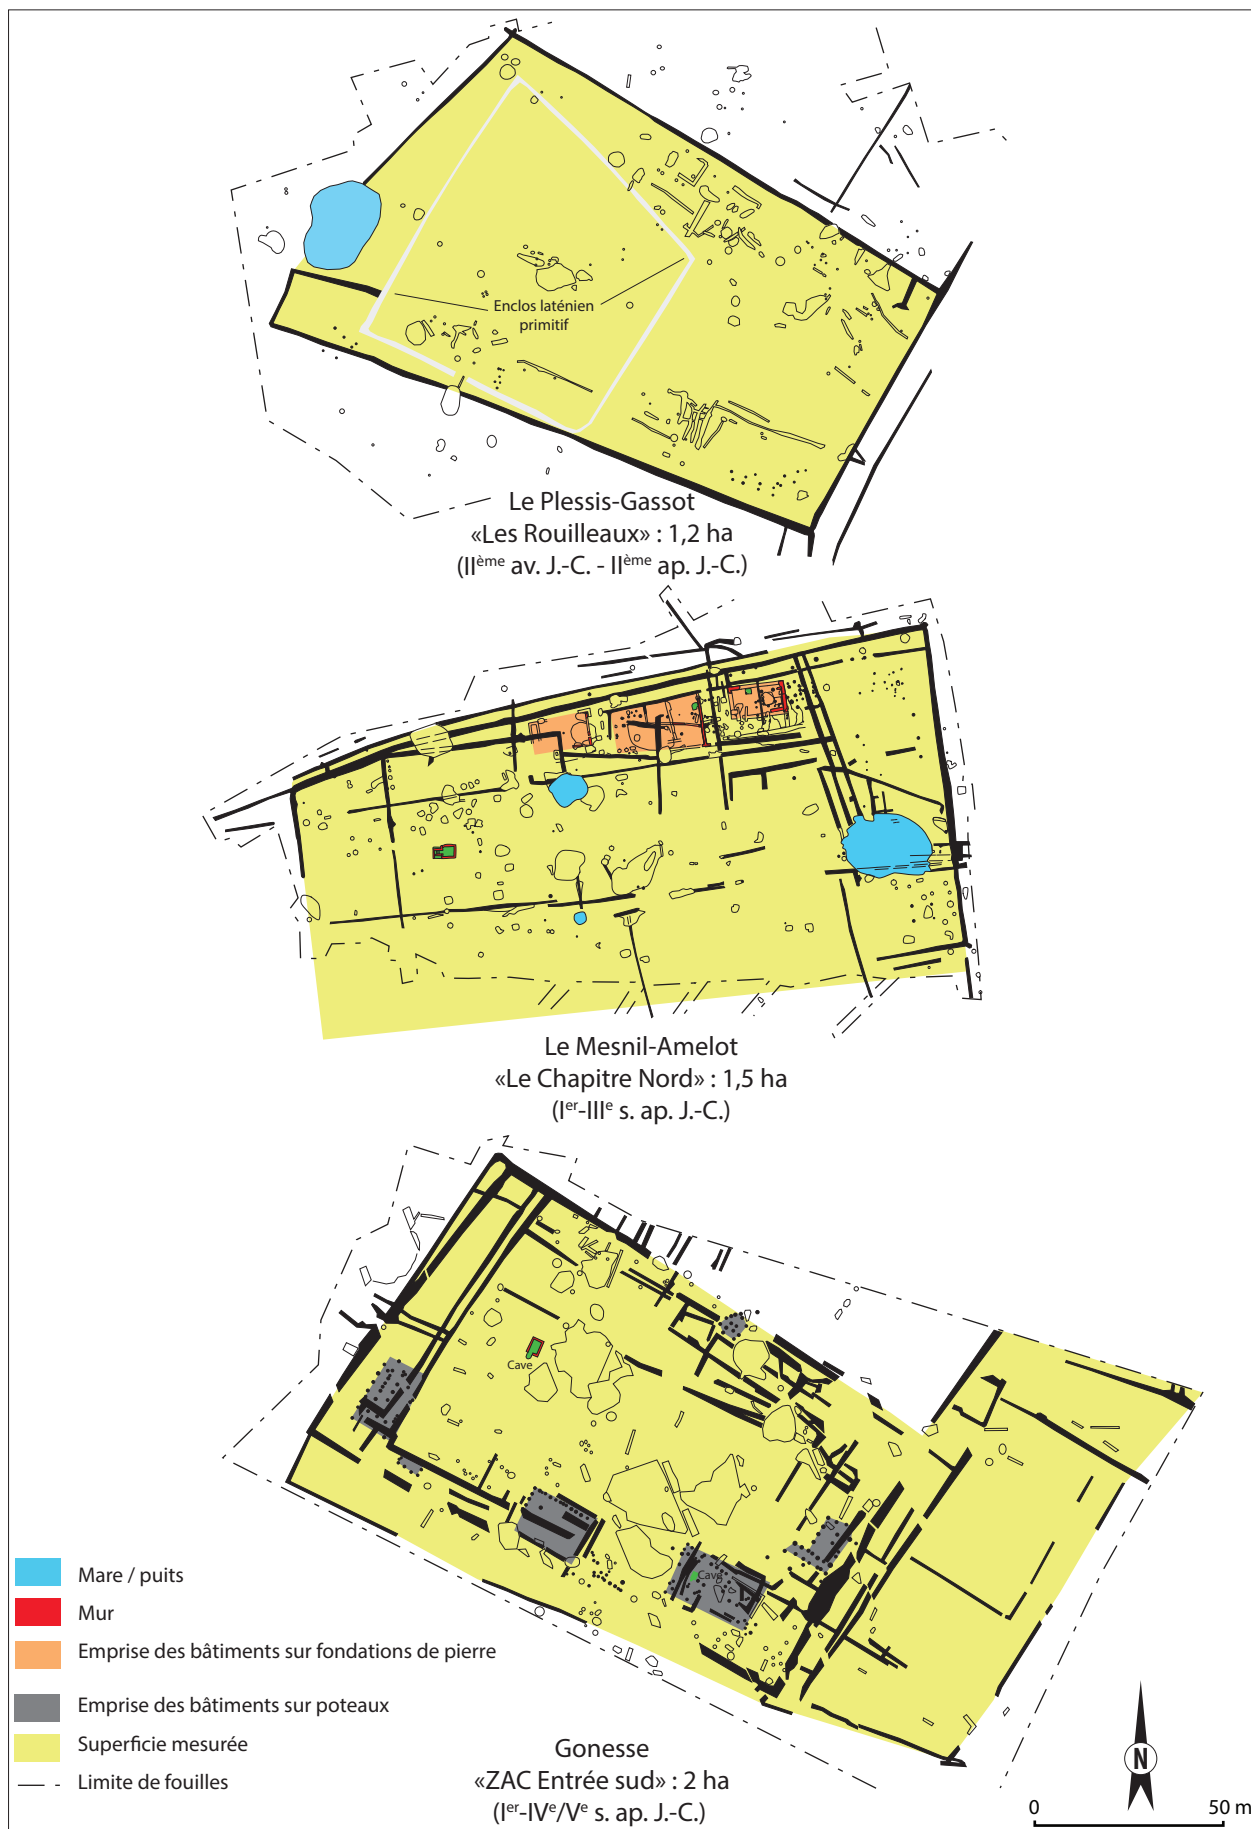 Enclos laténien
primitif
Le Plessis-Gassot
«Les Rouilleaux» : 1,2 ha
(IIème av. J.-C. - IIème ap. J.-C.)
Le Mesnil-Amelot
«Le Chapitre Nord» : 1,5 ha
(Ier-IIIe s. ap. J.-C.)
Cave
Cave
Mare / puits
Mur
Emprise des bâtiments sur fondations de pierre
Emprise des bâtiments sur poteaux
Superficie mesurée
Limite de fouilles
Gonesse
«ZAC Entrée sud» : 2 ha
(Ier-IVe/Ve s. ap. J.-C.)
N
0 50 m